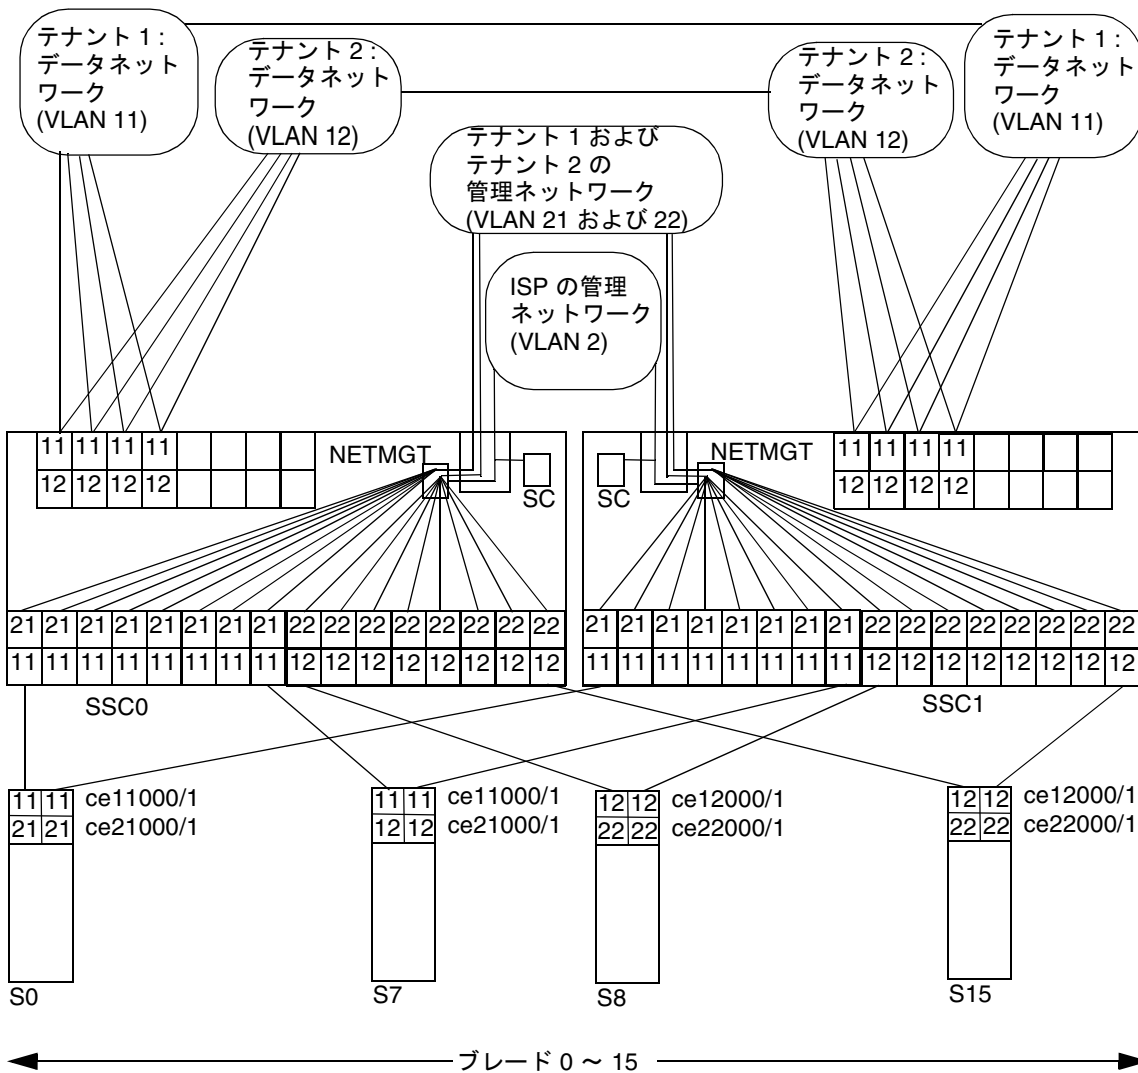 テナント 1 :
データネット
ワーク
(VLAN 11)
テナント 2 :
データネット
ワーク
(VLAN 12)
テナント 1 および
テナント 2 の
管理ネットワーク
(VLAN 21 および 22)
ISP の管理
ネットワーク
(VLAN 2)
テナント 2 :
データネット
ワーク
(VLAN 12)
テナント 1 :
データネット
ワーク
(VLAN 11)
11 11 11 11
12 12 12 12
NETMGT
SC
SC
NETMGT
11 11 11 11
12 12 12 12
21 21 21 21 21 21 21 21 22 22 22 22 22 22 22 22
11 11 11 11 11 11 11 11 12 12 12 12 12 12 12 12
SSC0
21 21 21 21 21 21 21 21 22 22 22 22 22 22 22 22
11 11 11 11 11 11 11 11 12 12 12 12 12 12 12 12
SSC1
11 11 ce11000/1
21 21 ce21000/1
S0
11 11 ce11000/1
12 12 ce21000/1
S7
12 12 ce12000/1
22 22 ce22000/1
S8
12 12 ce12000/1
22 22 ce22000/1
S15
ブレード 0 ～ 15